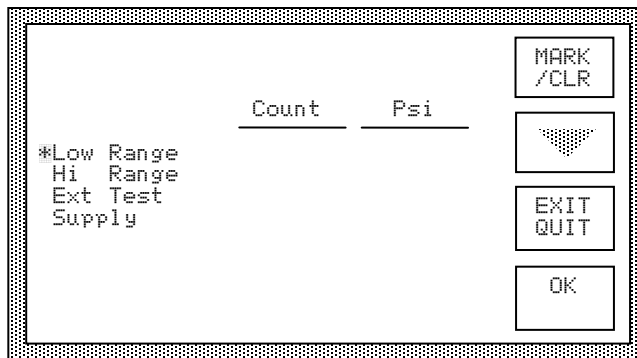 MARK
/CLR
Count Psi
*Low Range
Hi Range
Ext Test
Supply
EXIT
QUIT
OK